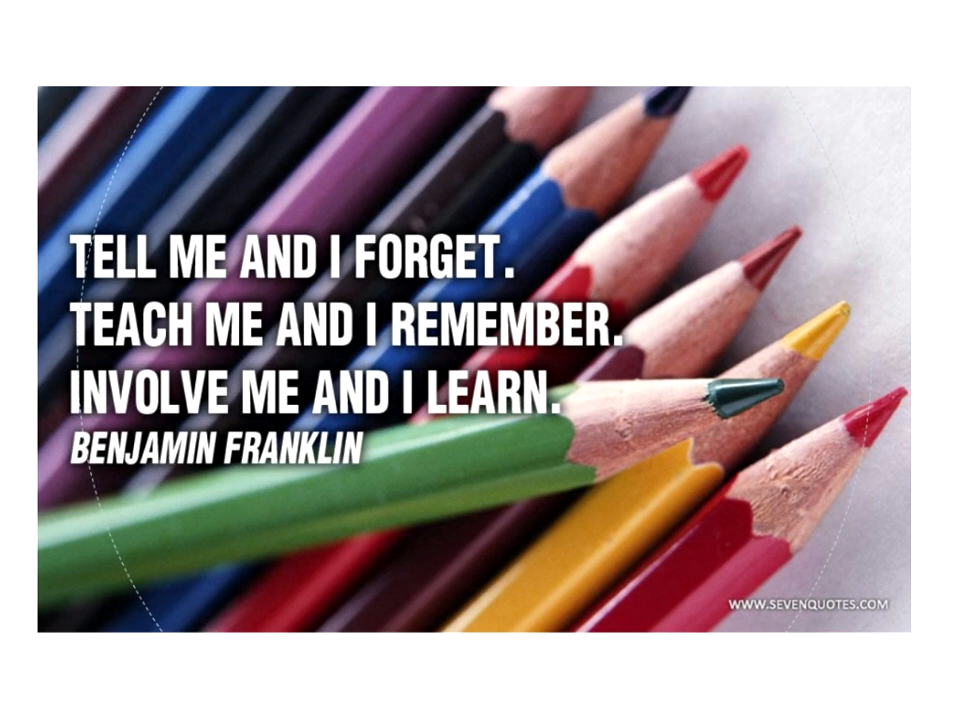 TELL ME AND I FORGET.
TEACH ME AND I REMEMBER.
INVOLVE ME AND I LEARN.
BENJAMIN FRANKLIN
WWW.SEVENQUOTES.COM